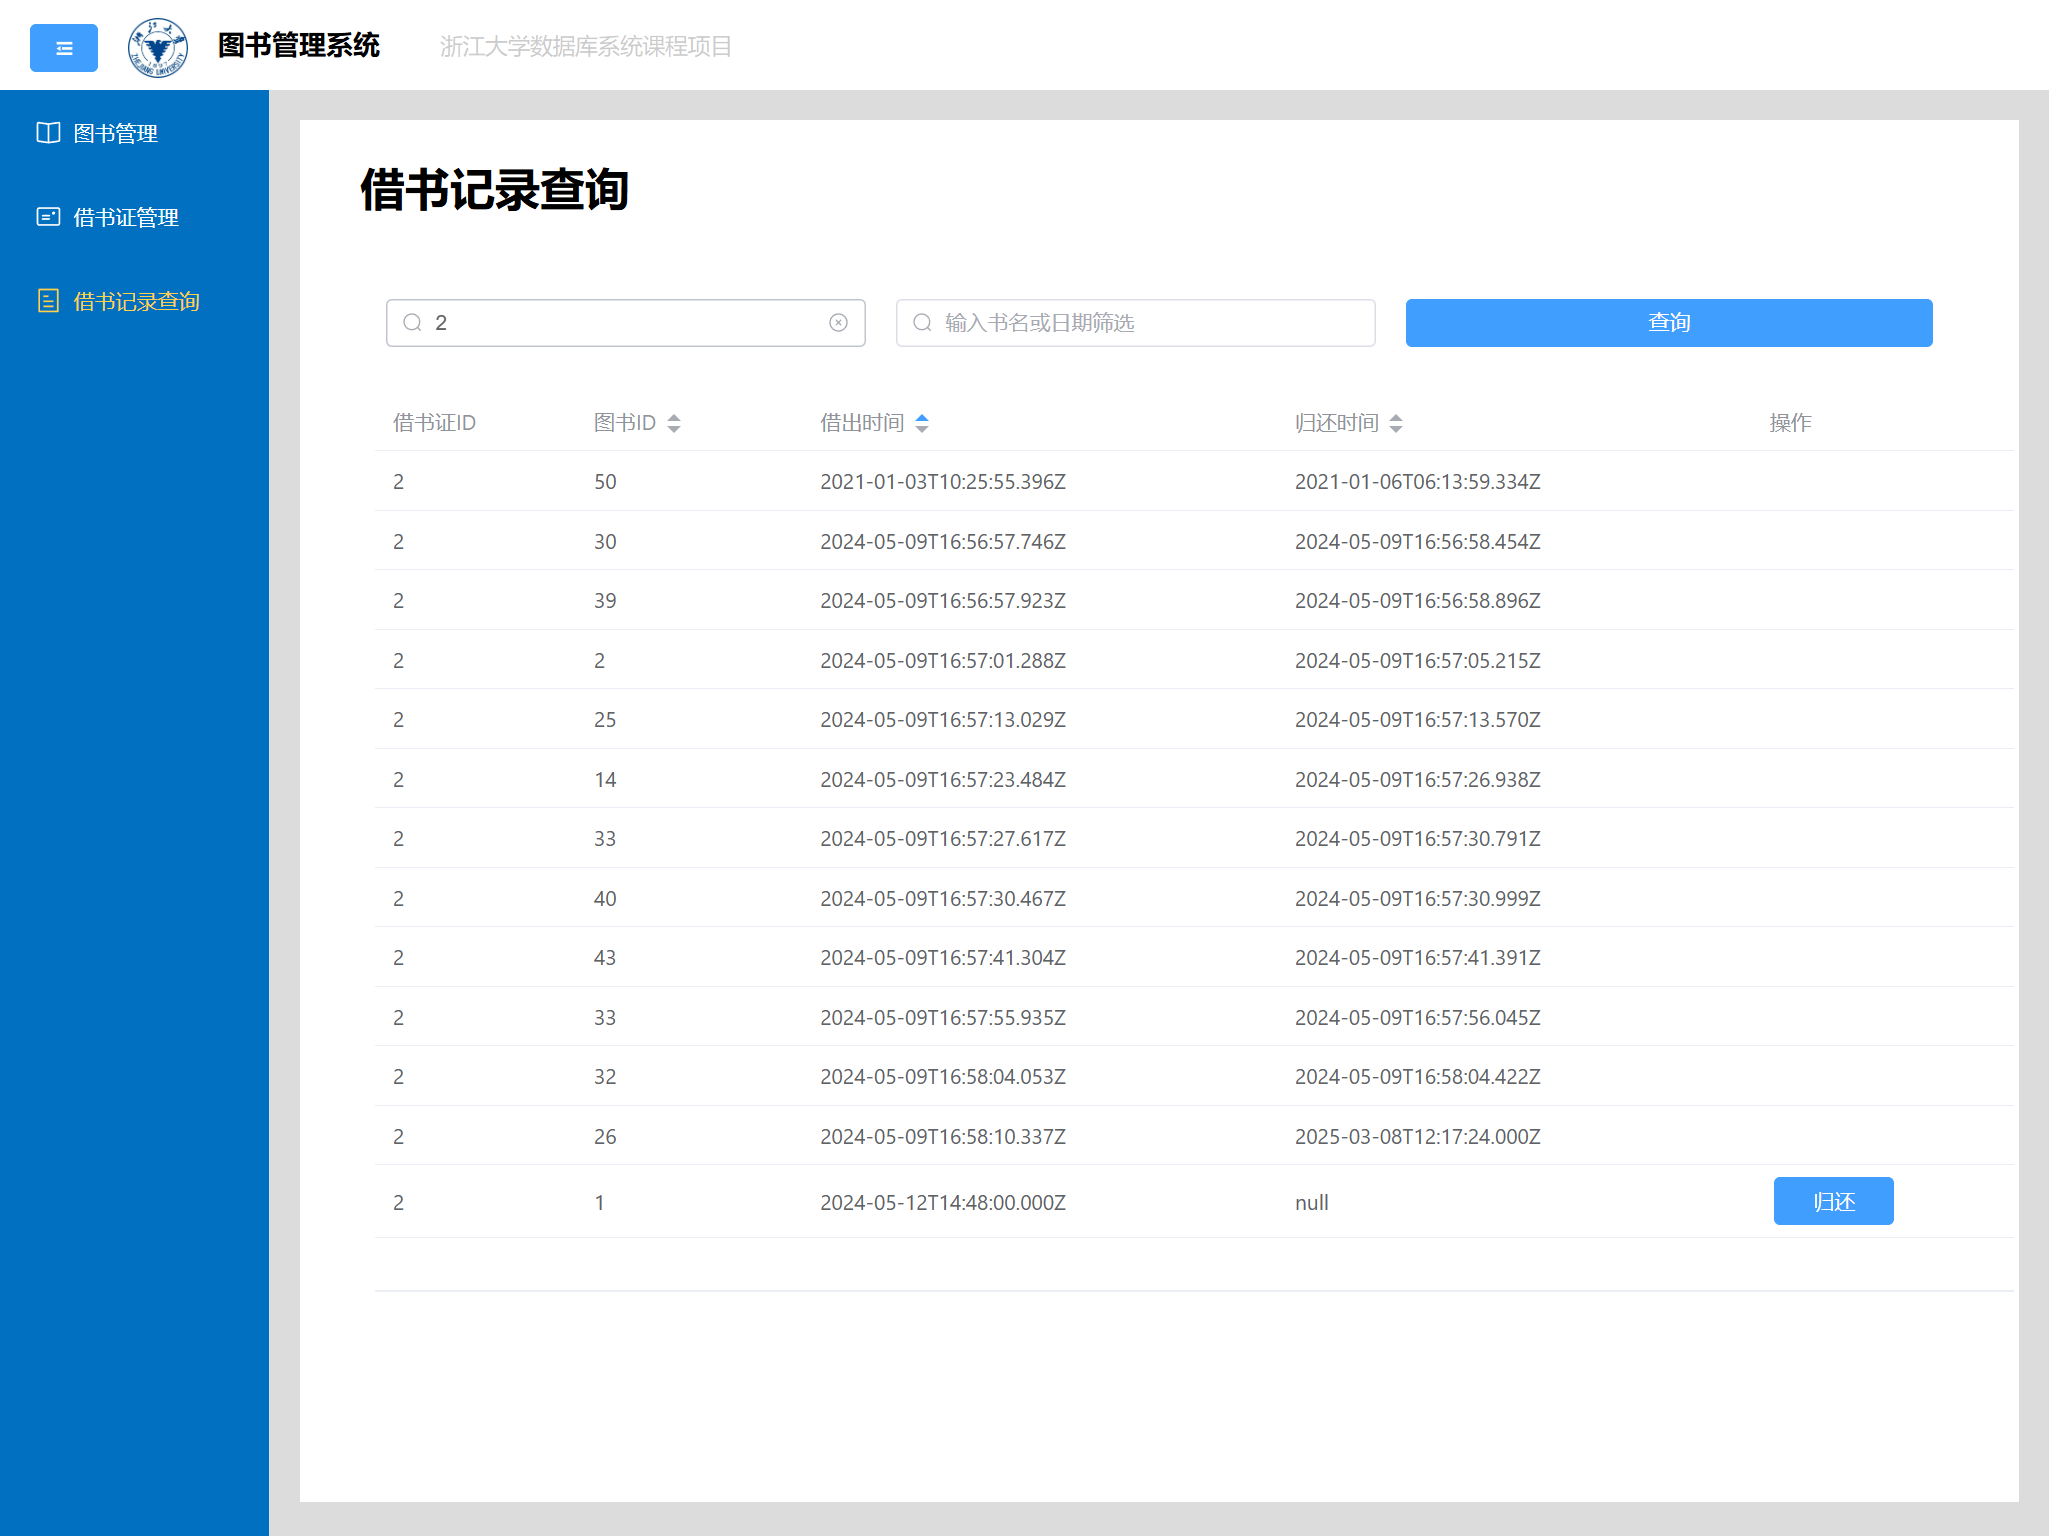 图书管理系统 浙江大学数据库系统课程项目
图书管理
借书证管理
借书记录查询
借书记录查询
2 输入书名或日期筛选 查询
借书证ID 图书ID 借出时间 归还时间 操作
2 50 2021-01-03T10:25:55.396Z 2021-01-06T06:13:59.334Z
2 30 2024-05-09T16:56:57.746Z 2024-05-09T16:56:58.454Z
2 39 2024-05-09T16:56:57.923Z 2024-05-09T16:56:58.896Z
2 2 2024-05-09T16:57:01.288Z 2024-05-09T16:57:05.215Z
2 25 2024-05-09T16:57:13.029Z 2024-05-09T16:57:13.570Z
2 14 2024-05-09T16:57:23.484Z 2024-05-09T16:57:26.938Z
2 33 2024-05-09T16:57:27.617Z 2024-05-09T16:57:30.791Z
2 40 2024-05-09T16:57:30.467Z 2024-05-09T16:57:30.999Z
2 43 2024-05-09T16:57:41.304Z 2024-05-09T16:57:41.391Z
2 33 2024-05-09T16:57:55.935Z 2024-05-09T16:57:56.045Z
2 32 2024-05-09T16:58:04.053Z 2024-05-09T16:58:04.422Z
2 26 2024-05-09T16:58:10.337Z 2025-03-08T12:17:24.000Z
2 1 2024-05-12T14:48:00.000Z null 归还